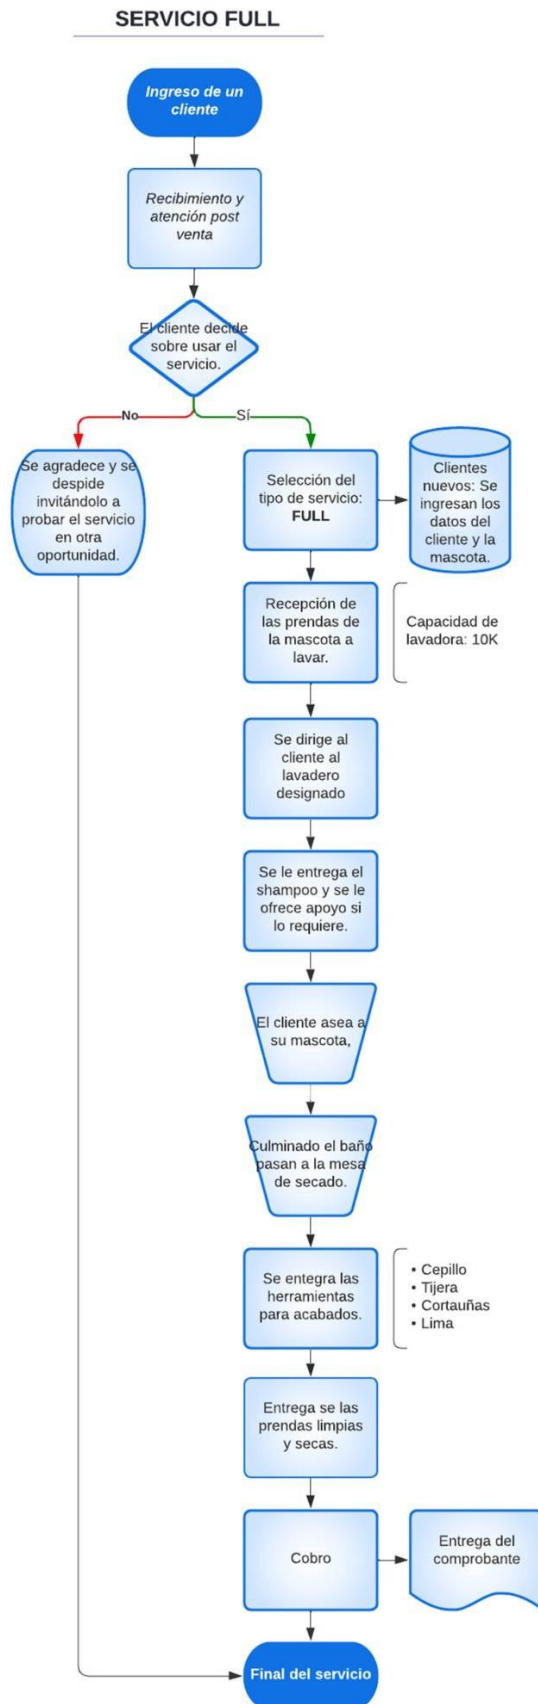 SERVICIO FULL
Ingreso de un
cliente
Recibimiento y
atención post
venta
El cliente decide
sobre usar el
servicio.
No
Sí
Se agradece y se
despide
invitándolo a
probar el servicio
en otra
oportunidad.
Selección del
tipo de servicio:
FULL
Clientes
nuevos: Se
ingresan los
datos del
cliente y la
mascota.
Recepción de
las prendas de
la mascota a
lavar.
Capacidad de
lavadora: 10K
Se dirige al
cliente al
lavadero
designado
Se le entrega el
shampoo y se le
ofrece apoyo si
lo requiere.
El cliente asea a
su mascota,
Culminado el baño
pasan a la mesa
de secado.
Se entegra las
herramientas
para acabados.
• Cepillo
• Tijera
• Cortauñas
• Lima
Entrega se las
prendas limpias
y secas.
Cobro
Entrega del
comprobante
Final del servicio